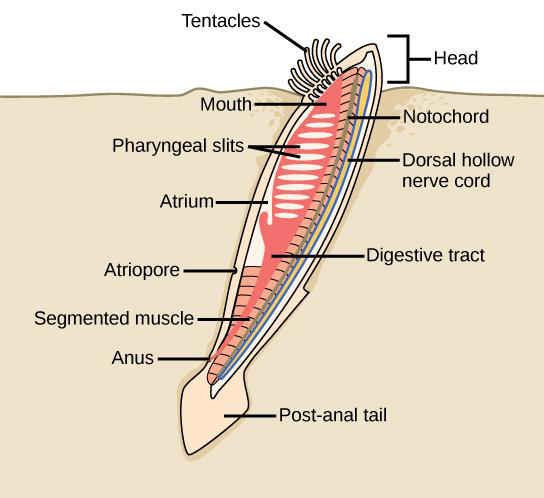 Tentacles
Head
Mouth
Notochord
Pharyngeal slits
Dorsal hollow
nerve cord
Atrium
Digestive tract
Atriopore
Segmented muscle
Anus
Post-anal tail